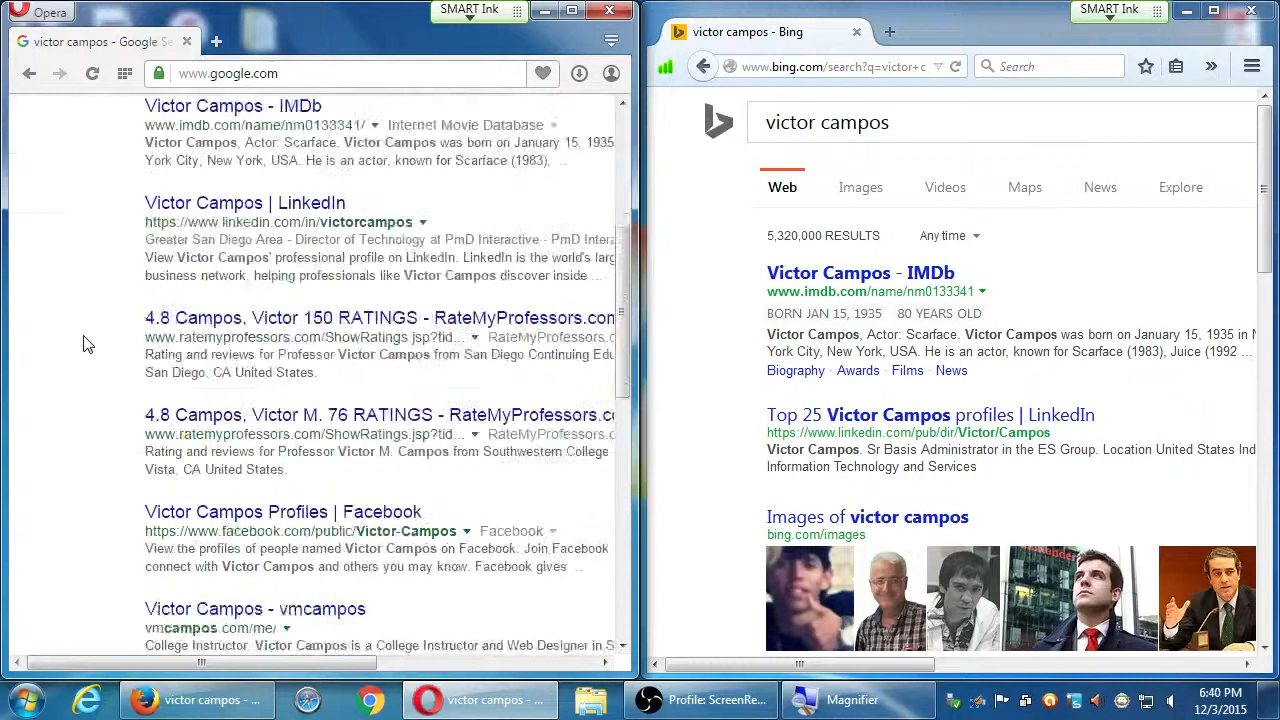 Opera
SMART Ink
victor campos - Google Se
www.google.com
Victor Campos - IMDb
www.imdb.com/name/nm0133341/ Internet Movie Database
Victor Campos, Actor: Scarface. Victor Campos was born on January 15, 1935
York City, New York, USA. He is an actor, known for Scarface (1983), ...
Victor Campos | LinkedIn
https://www.linkedin.com/in/victorcampos
Greater San Diego Area - Director of Technology at PmD Interactive - PmD Intera
View Victor Campos' professional profile on LinkedIn. LinkedIn is the world's larg
business network, helping professionals like Victor Campos discover inside ...
4.8 Campos, Victor 150 RATINGS - RateMyProfessors.con
www.ratemyprofessors.com/ShowRatings.jsp?tid... RateMyProfessors.c
Rating and reviews for Professor Victor Campos from San Diego Continuing Edu
San Diego, CA United States.
4.8 Campos, Victor M. 76 RATINGS - RateMyProfessors.c
www.ratemyprofessors.com/ShowRatings.jsp?tid... RateMyProfessors.c
Rating and reviews for Professor Victor M. Campos from Southwestern College
Vista, CA United States.
Victor Campos Profiles | Facebook
https://www.facebook.com/public/Victor-Campos Facebook
View the profiles of people named Victor Campos on Facebook. Join Facebook
connect with Victor Campos and others you may know. Facebook gives ...
Victor Campos - vmcampos
vmcampos.com/me/
College Instructor: Victor Campos is a College Instructor and Web Designer in S
SMART Ink
victor campos - Bing
www.bing.com/search?q=victor+c
Search
victor campos
Web Images Videos Maps News Explore
5,320,000 RESULTS Any time
Victor Campos - IMDb
www.imdb.com/name/nm0133341
BORN JAN 15, 1935 80 YEARS OLD
Victor Campos, Actor: Scarface. Victor Campos was born on January 15, 1935 in N
York City, New York, USA. He is an actor, known for Scarface (1983), Juice (1992 ...
Biography · Awards · Films · News
Top 25 Victor Campos profiles | LinkedIn
https://www.linkedin.com/pub/dir/Victor/Campos
Victor Campos. Sr Basis Administrator in the ES Group. Location United States Ind
Information Technology and Services
Images of victor campos
bing.com/images
victor campos - ...
victor campos - ...
Profile: ScreenRe...
Magnifier
6:40 PM
12/3/2015